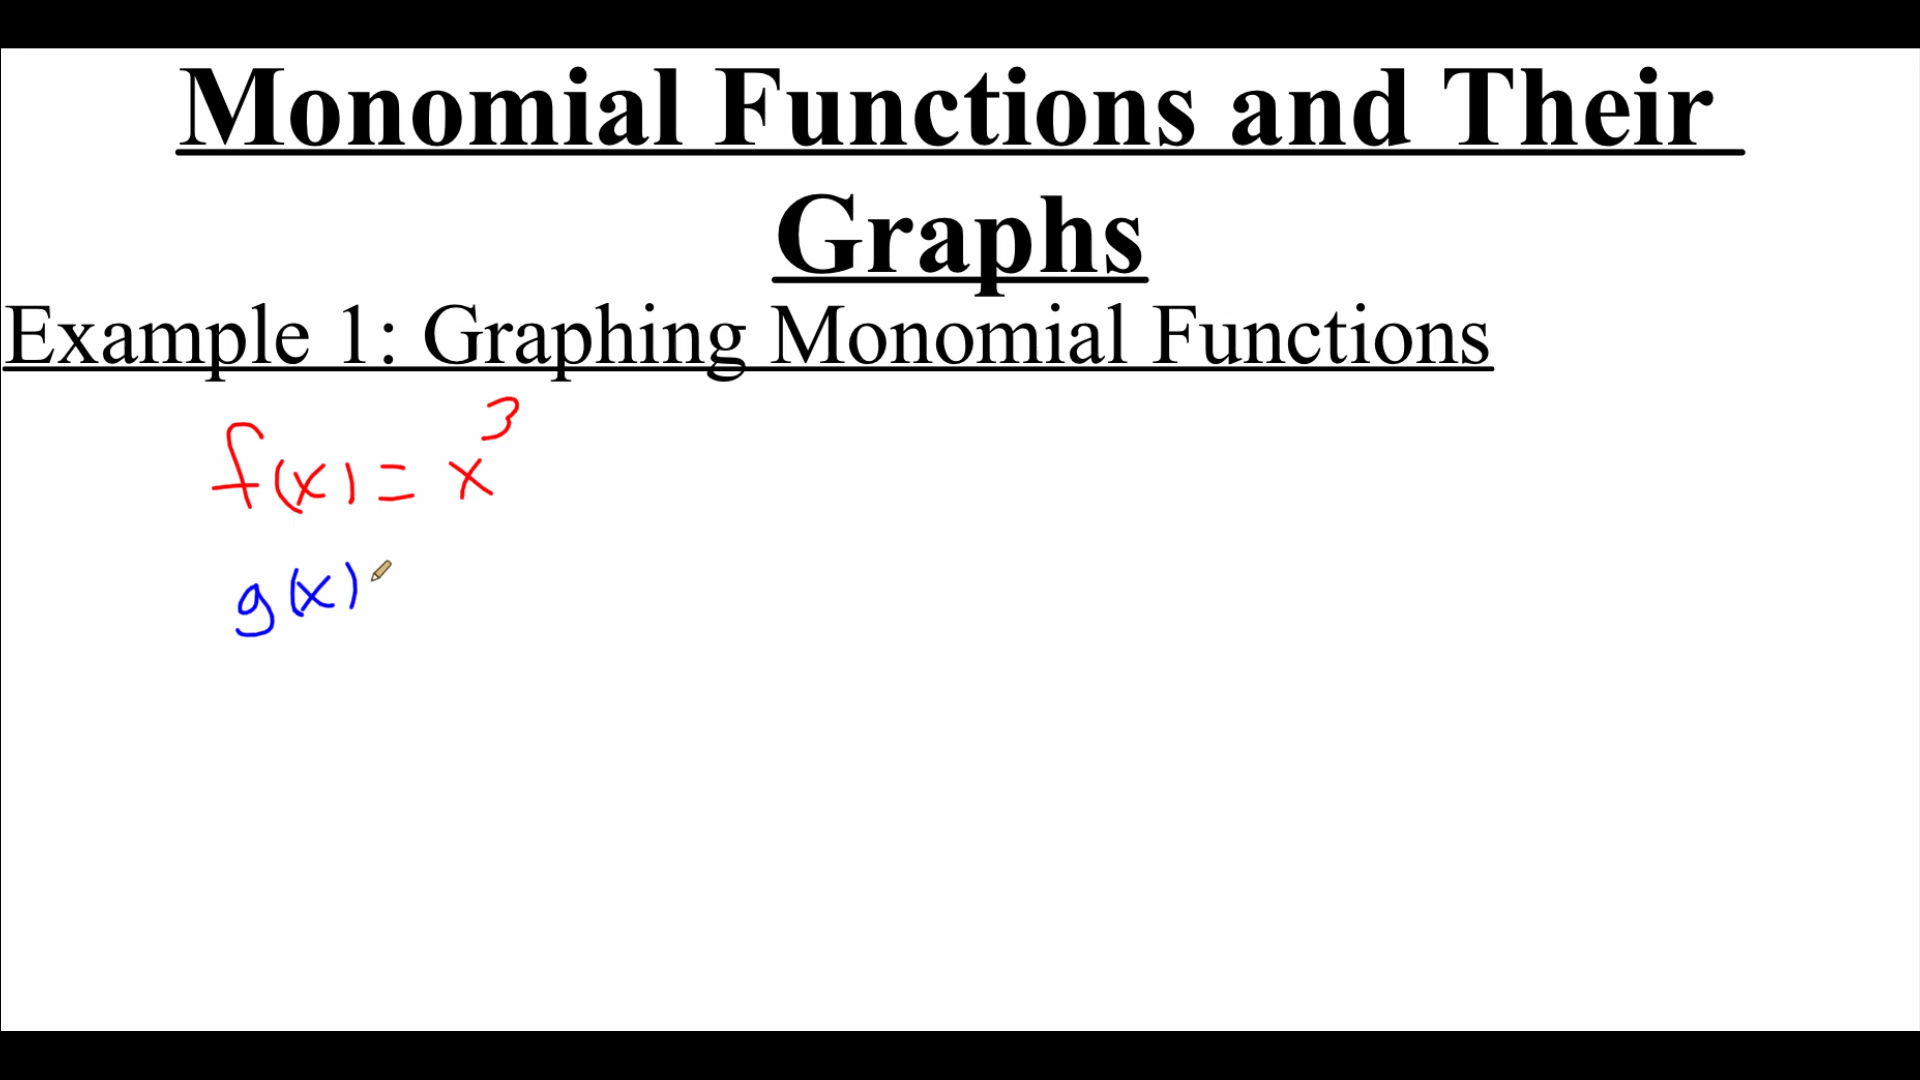 Monomial Functions and Their
Graphs
Example 1: Graphing Monomial Functions
f(x) = x³
g(x)